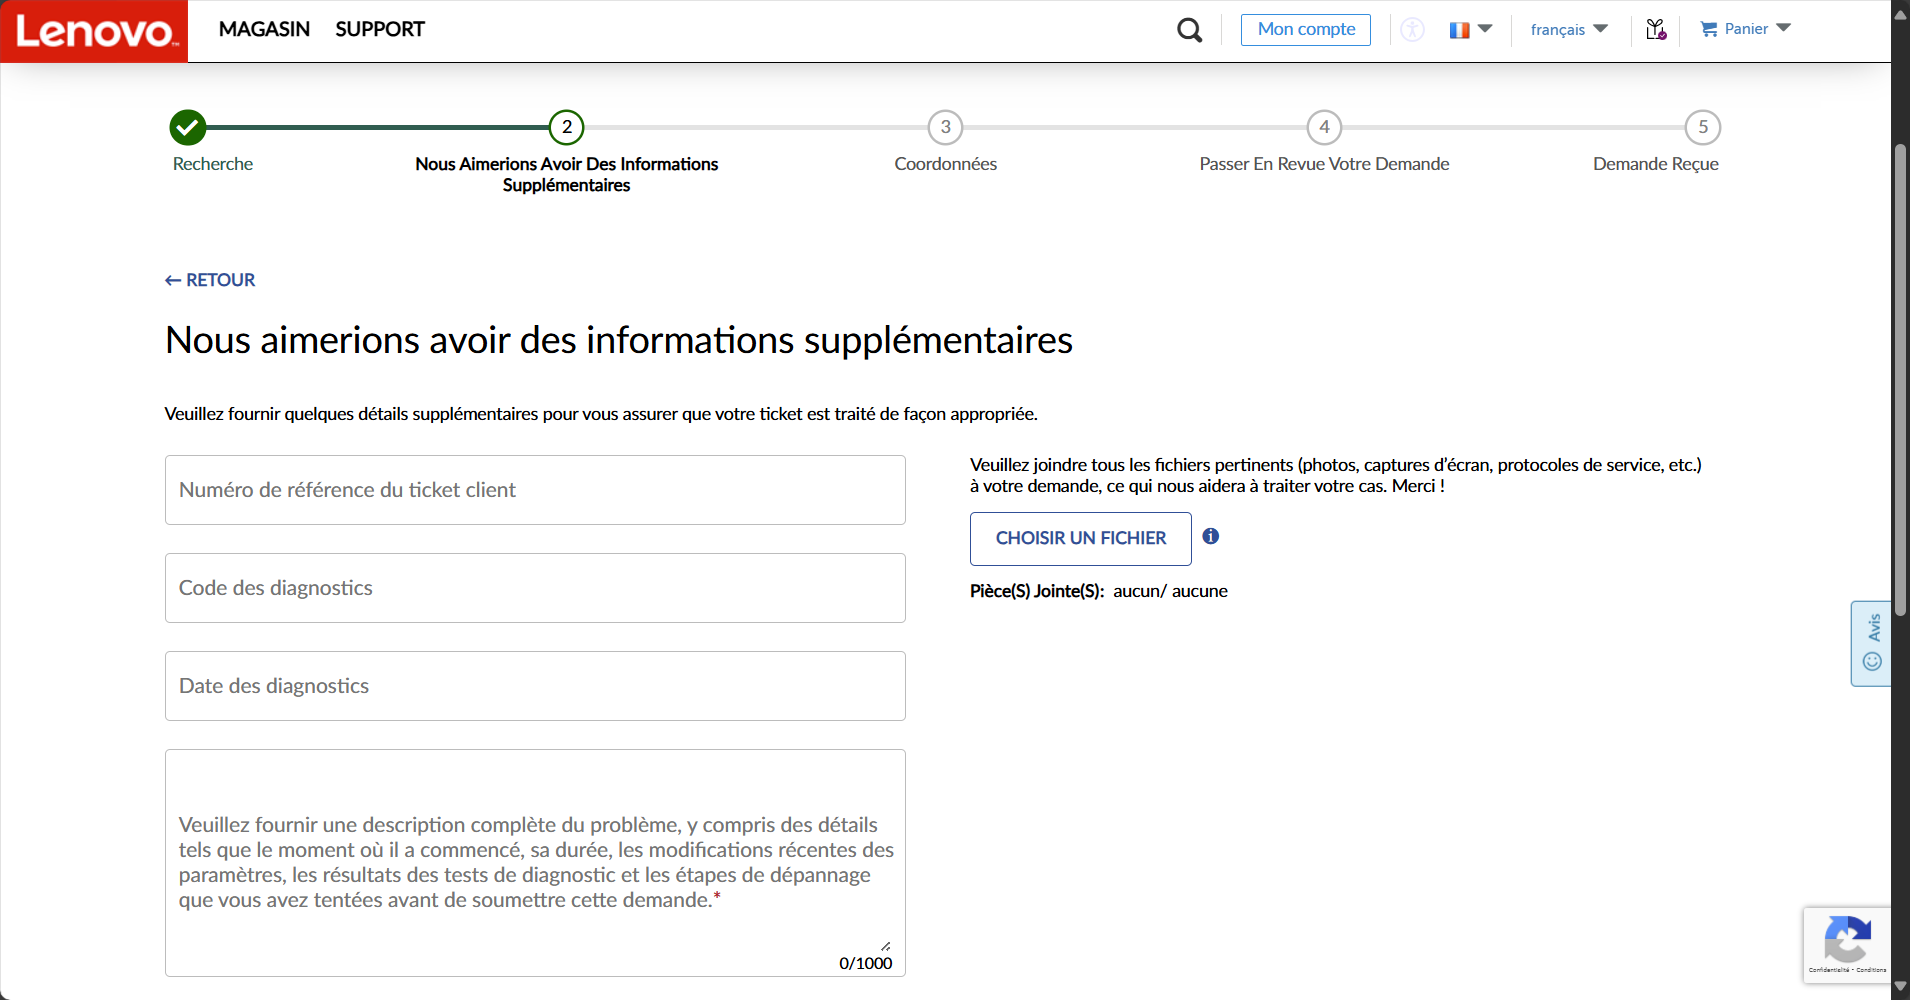 Lenovo
MAGASIN SUPPORT
Mon compte
français
Panier
2
3
4
5
Recherche
Nous Aimerions Avoir Des Informations
Supplémentaires
Coordonnées
Passer En Revue Votre Demande
Demande Reçue
← RETOUR
Nous aimerions avoir des informations supplémentaires
Veuillez fournir quelques détails supplémentaires pour vous assurer que votre ticket est traité de façon appropriée.
Numéro de référence du ticket client
Code des diagnostics
Date des diagnostics
Veuillez fournir une description complète du problème, y compris des détails
tels que le moment où il a commencé, sa durée, les modifications récentes des
paramètres, les résultats des tests de diagnostic et les étapes de dépannage
que vous avez tentées avant de soumettre cette demande.*
0/1000
Veuillez joindre tous les fichiers pertinents (photos, captures d’écran, protocoles de service, etc.)
à votre demande, ce qui nous aidera à traiter votre cas. Merci !
CHOISIR UN FICHIER
Pièce(S) Jointe(S): aucun/ aucune
Avis
Confidentialité - Conditions